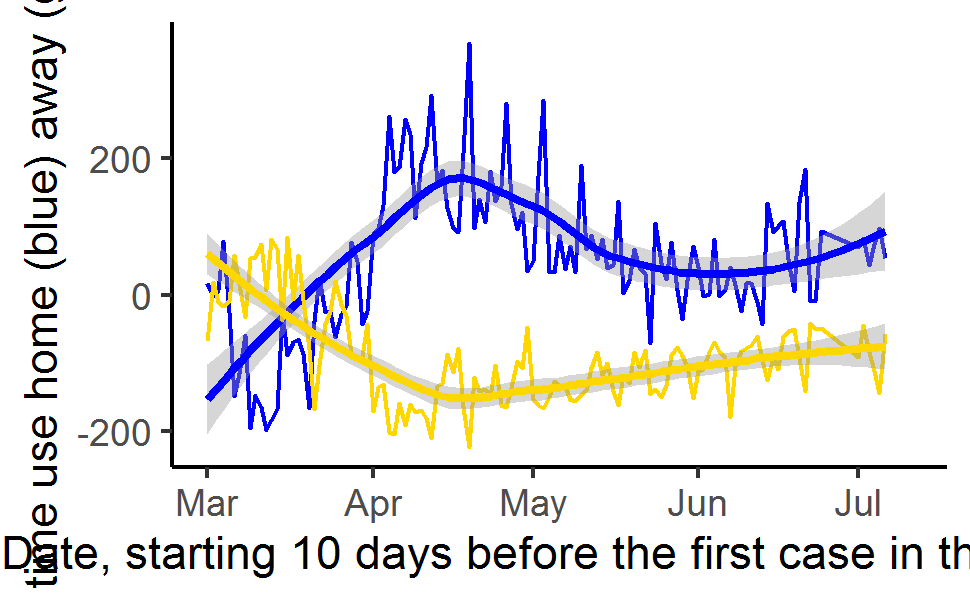 time use home (blue) away (
200
0
-200
Mar Apr May Jun Jul
Date, starting 10 days before the first case in th